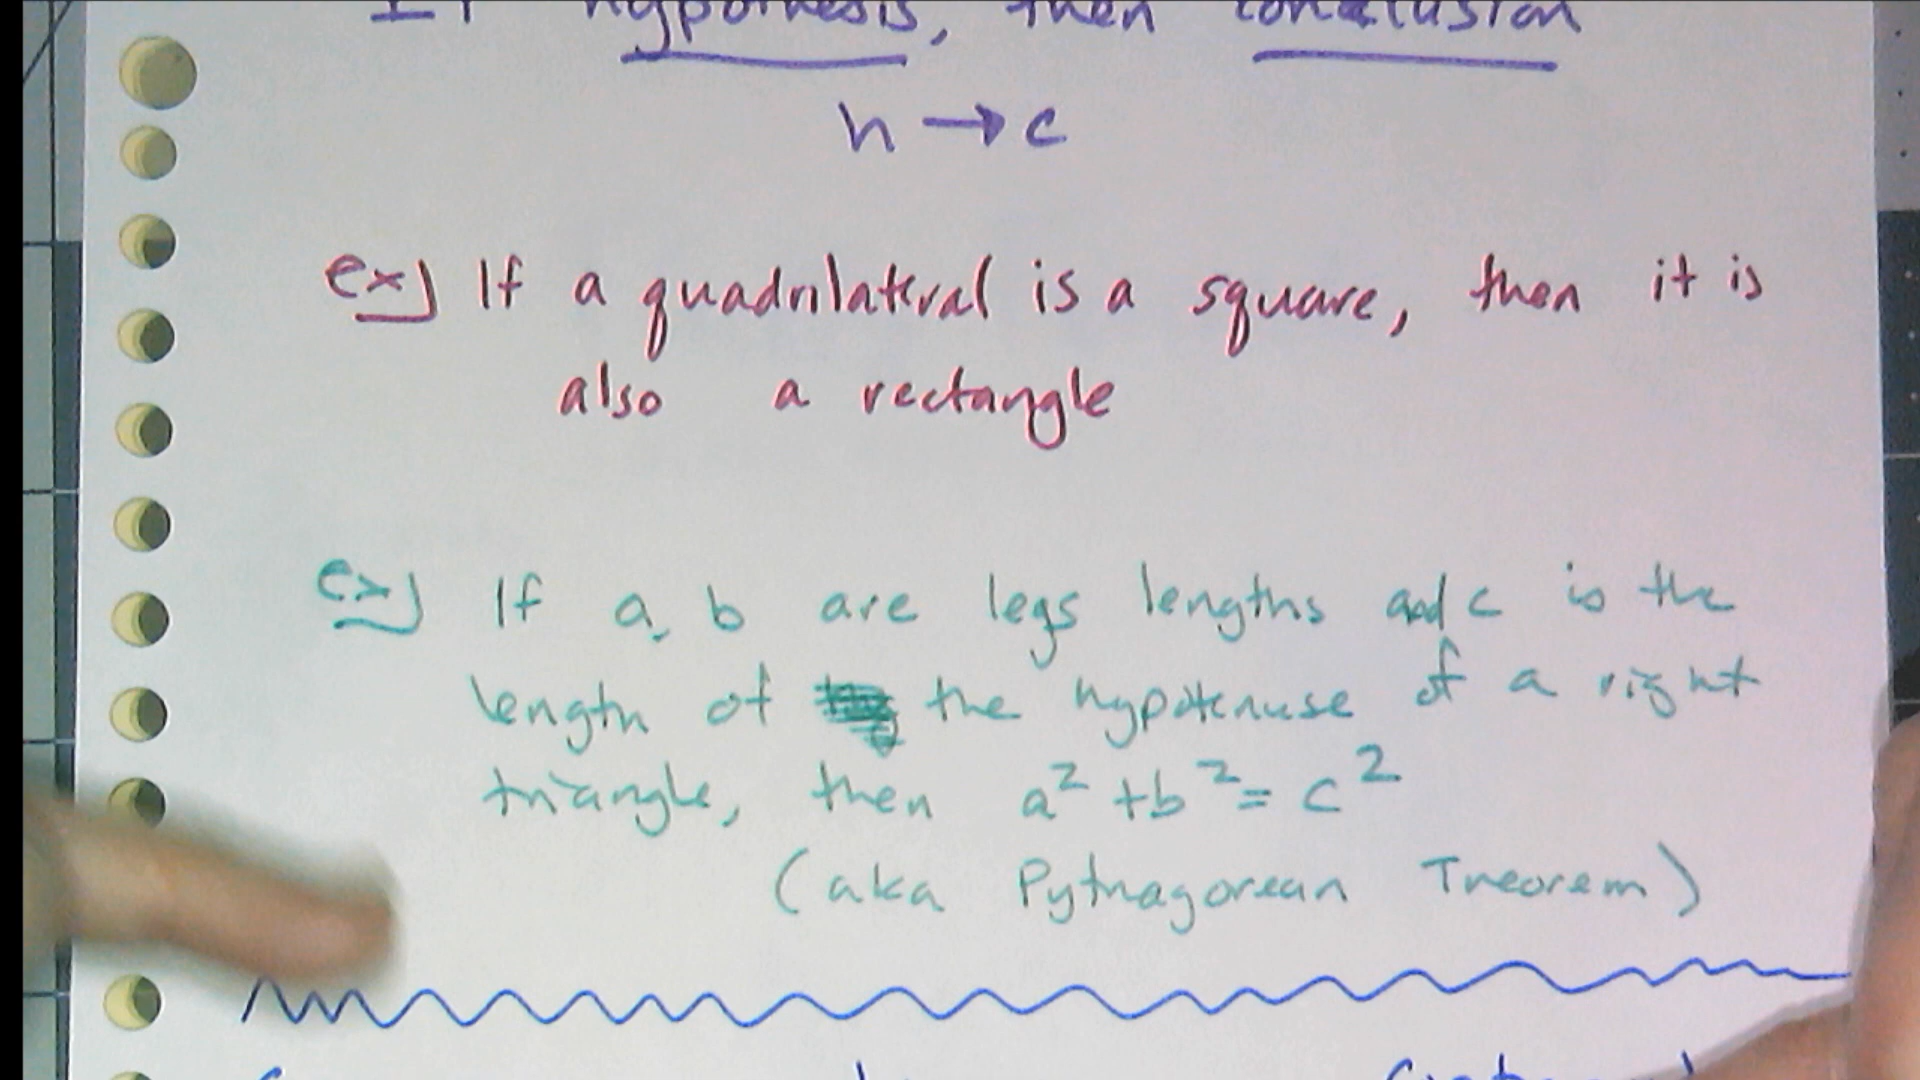 If hypothesis, then conclusion
h → c
ex) If a quadrilateral is a square, then it is
also a rectangle
ex) If a, b are legs lengths and c is the
length of the hypotenuse of a right
triangle, then a² + b² = c²
(aka Pythagorean Theorem)